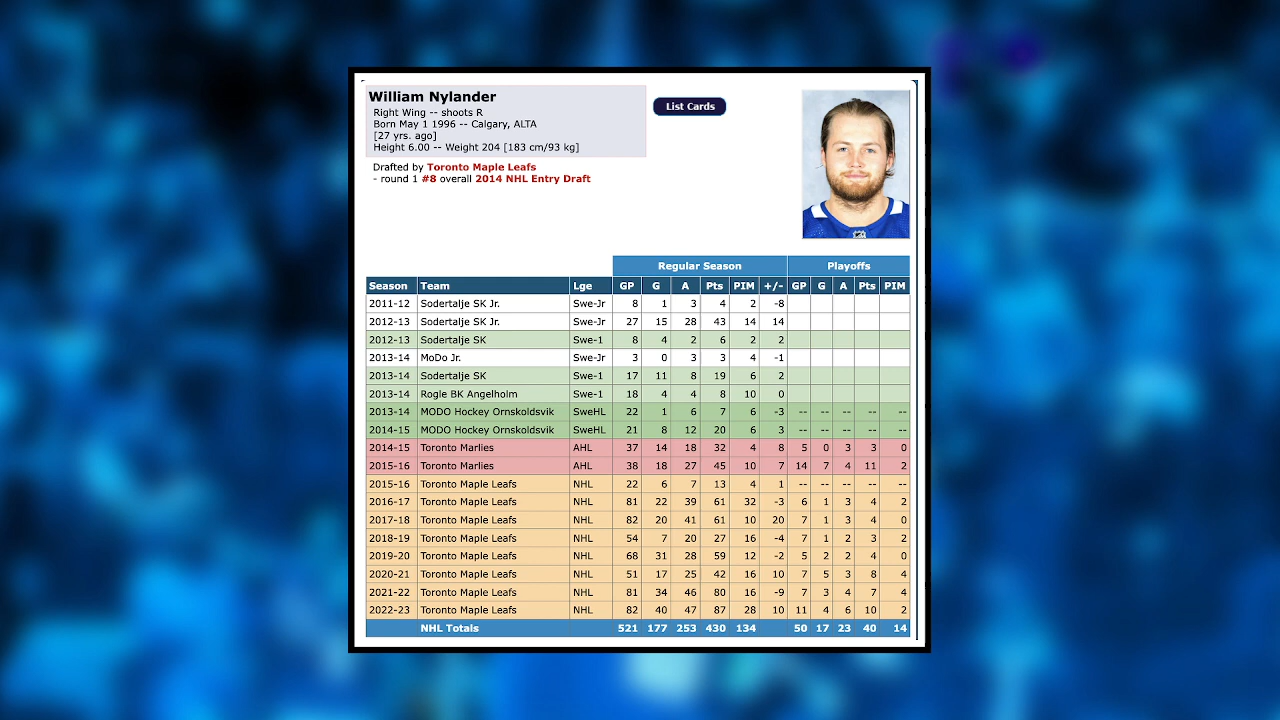 William Nylander
Right Wing -- shoots R
Born May 1 1996 -- Calgary, ALTA
[27 yrs. ago]
Height 6.00 -- Weight 204 [183 cm/93 kg]
List Cards
Drafted by Toronto Maple Leafs
- round 1 #8 overall 2014 NHL Entry Draft
Regular Season Playoffs
Season Team Lge GP G A Pts PIM +/- GP G A Pts PIM
2011-12 Sodertalje SK Jr. Swe-Jr 8 1 3 4 2 -8
2012-13 Sodertalje SK Jr. Swe-Jr 27 15 28 43 14 14
2012-13 Sodertalje SK Swe-1 8 4 2 6 2 2
2013-14 MoDo Jr. Swe-Jr 3 0 3 3 4 -1
2013-14 Sodertalje SK Swe-1 17 11 8 19 6 2
2013-14 Rogle BK Angelholm Swe-1 18 4 4 8 10 0
2013-14 MODO Hockey Ornskoldsvik SweHL 22 1 6 7 6 -3 -- -- -- -- --
2014-15 MODO Hockey Ornskoldsvik SweHL 21 8 12 20 6 3 -- -- -- -- --
2014-15 Toronto Marlies AHL 37 14 18 32 4 8 5 0 3 3 0
2015-16 Toronto Marlies AHL 38 18 27 45 10 7 14 7 4 11 2
2015-16 Toronto Maple Leafs NHL 22 6 7 13 4 1 -- -- -- -- --
2016-17 Toronto Maple Leafs NHL 81 22 39 61 32 -3 6 1 3 4 2
2017-18 Toronto Maple Leafs NHL 82 20 41 61 10 20 7 1 3 4 0
2018-19 Toronto Maple Leafs NHL 54 7 20 27 16 -4 7 1 2 3 2
2019-20 Toronto Maple Leafs NHL 68 31 28 59 12 -2 5 2 2 4 0
2020-21 Toronto Maple Leafs NHL 51 17 25 42 16 10 7 5 3 8 4
2021-22 Toronto Maple Leafs NHL 81 34 46 80 16 -9 7 3 4 7 4
2022-23 Toronto Maple Leafs NHL 82 40 47 87 28 10 11 4 6 10 2
NHL Totals 521 177 253 430 134 50 17 23 40 14